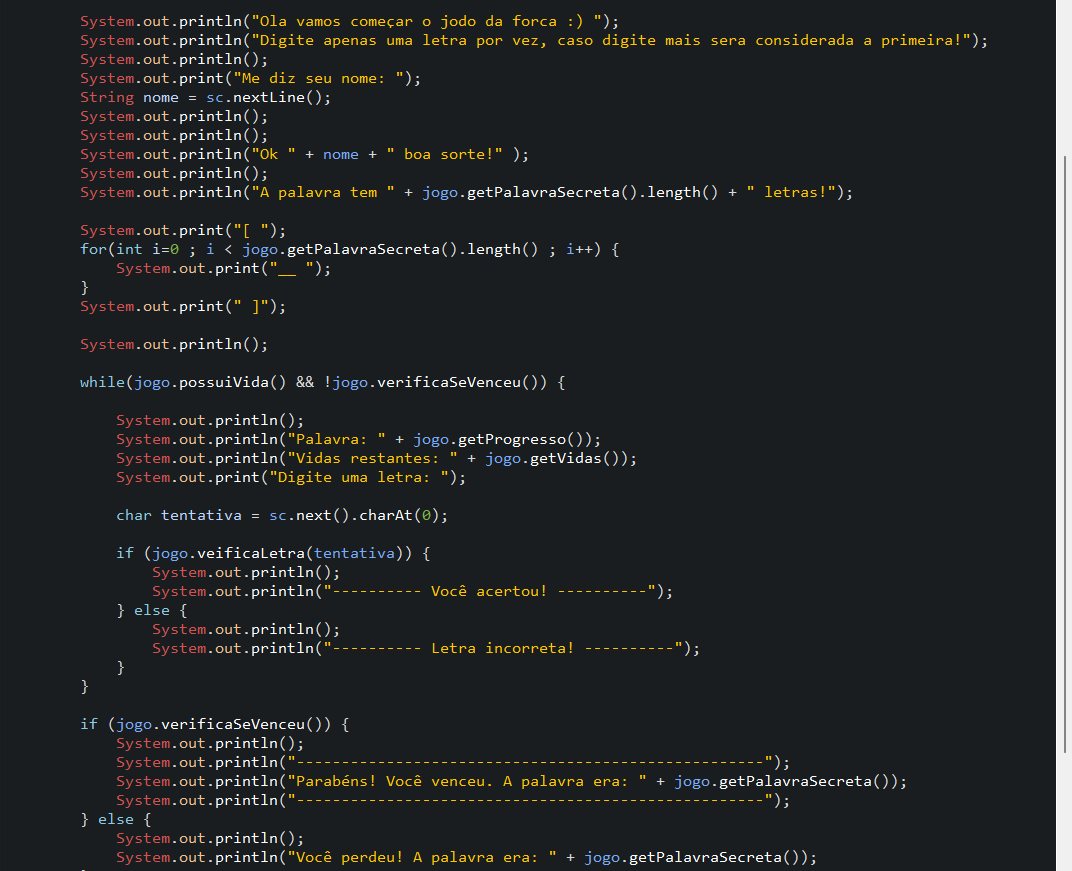 System.out.println("Ola vamos começar o jodo da forca :) ");
System.out.println("Digite apenas uma letra por vez, caso digite mais sera considerada a primeira!");
System.out.println();
System.out.print("Me diz seu nome: ");
String nome = sc.nextLine();
System.out.println();
System.out.println();
System.out.println("Ok " + nome + " boa sorte!" );
System.out.println();
System.out.println("A palavra tem " + jogo.getPalavraSecreta().length() + " letras!");
System.out.print("[ ");
for(int i=0 ; i < jogo.getPalavraSecreta().length() ; i++) {
System.out.print("__ ");
}
System.out.print(" ]");
System.out.println();
while(jogo.possuiVida() && !jogo.verificaSeVenceu()) {
System.out.println();
System.out.println("Palavra: " + jogo.getProgresso());
System.out.println("Vidas restantes: " + jogo.getVidas());
System.out.print("Digite uma letra: ");
char tentativa = sc.next().charAt(0);
if (jogo.veificaLetra(tentativa)) {
System.out.println();
System.out.println("---------- Você acertou! ----------");
} else {
System.out.println();
System.out.println("---------- Letra incorreta! ----------");
}
}
if (jogo.verificaSeVenceu()) {
System.out.println();
System.out.println("----------------------------------------------------");
System.out.println("Parabéns! Você venceu. A palavra era: " + jogo.getPalavraSecreta());
System.out.println("----------------------------------------------------");
} else {
System.out.println();
System.out.println("Você perdeu! A palavra era: " + jogo.getPalavraSecreta());